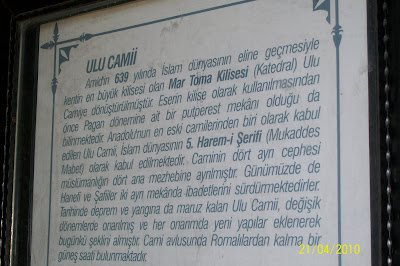 ULU CAMİİ
Amid'in 639 yılında İslam dünyasının eline geçmesiyle
kentin en büyük kilisesi olan Mar Toma Kilisesi (Katedral) Ulu
Camiye dönüştürülmüştür. Eserin kilise olarak kullanılmasından
önce Pagan dönemine ait bir putperest mekânı olduğu da
bilinmektedir. Anadolu'nun en eski camilerinden biri olarak kabul
edilen Ulu Camii, İslam dünyasının 5. Harem-i Şerifi (Mukaddes
Mabet) olarak kabul edilmektedir. Caminin dört ayrı cephesi
müslümanlığın dört ana mezhebine ayrılmıştır. Günümüzde de
Hanefi ve Şafiiler iki ayrı mekânda ibadetlerini sürdürmektedirler.
Tarihinde deprem ve yangına da maruz kalan Ulu Camii, değişik
dönemlerde onarılmış ve her onarımda yeni yapılar eklenerek
bugünkü şeklini almıştır. Cami avlusunda Romalılardan kalma bir
güneş saati bulunmaktadır.
21/04/2010